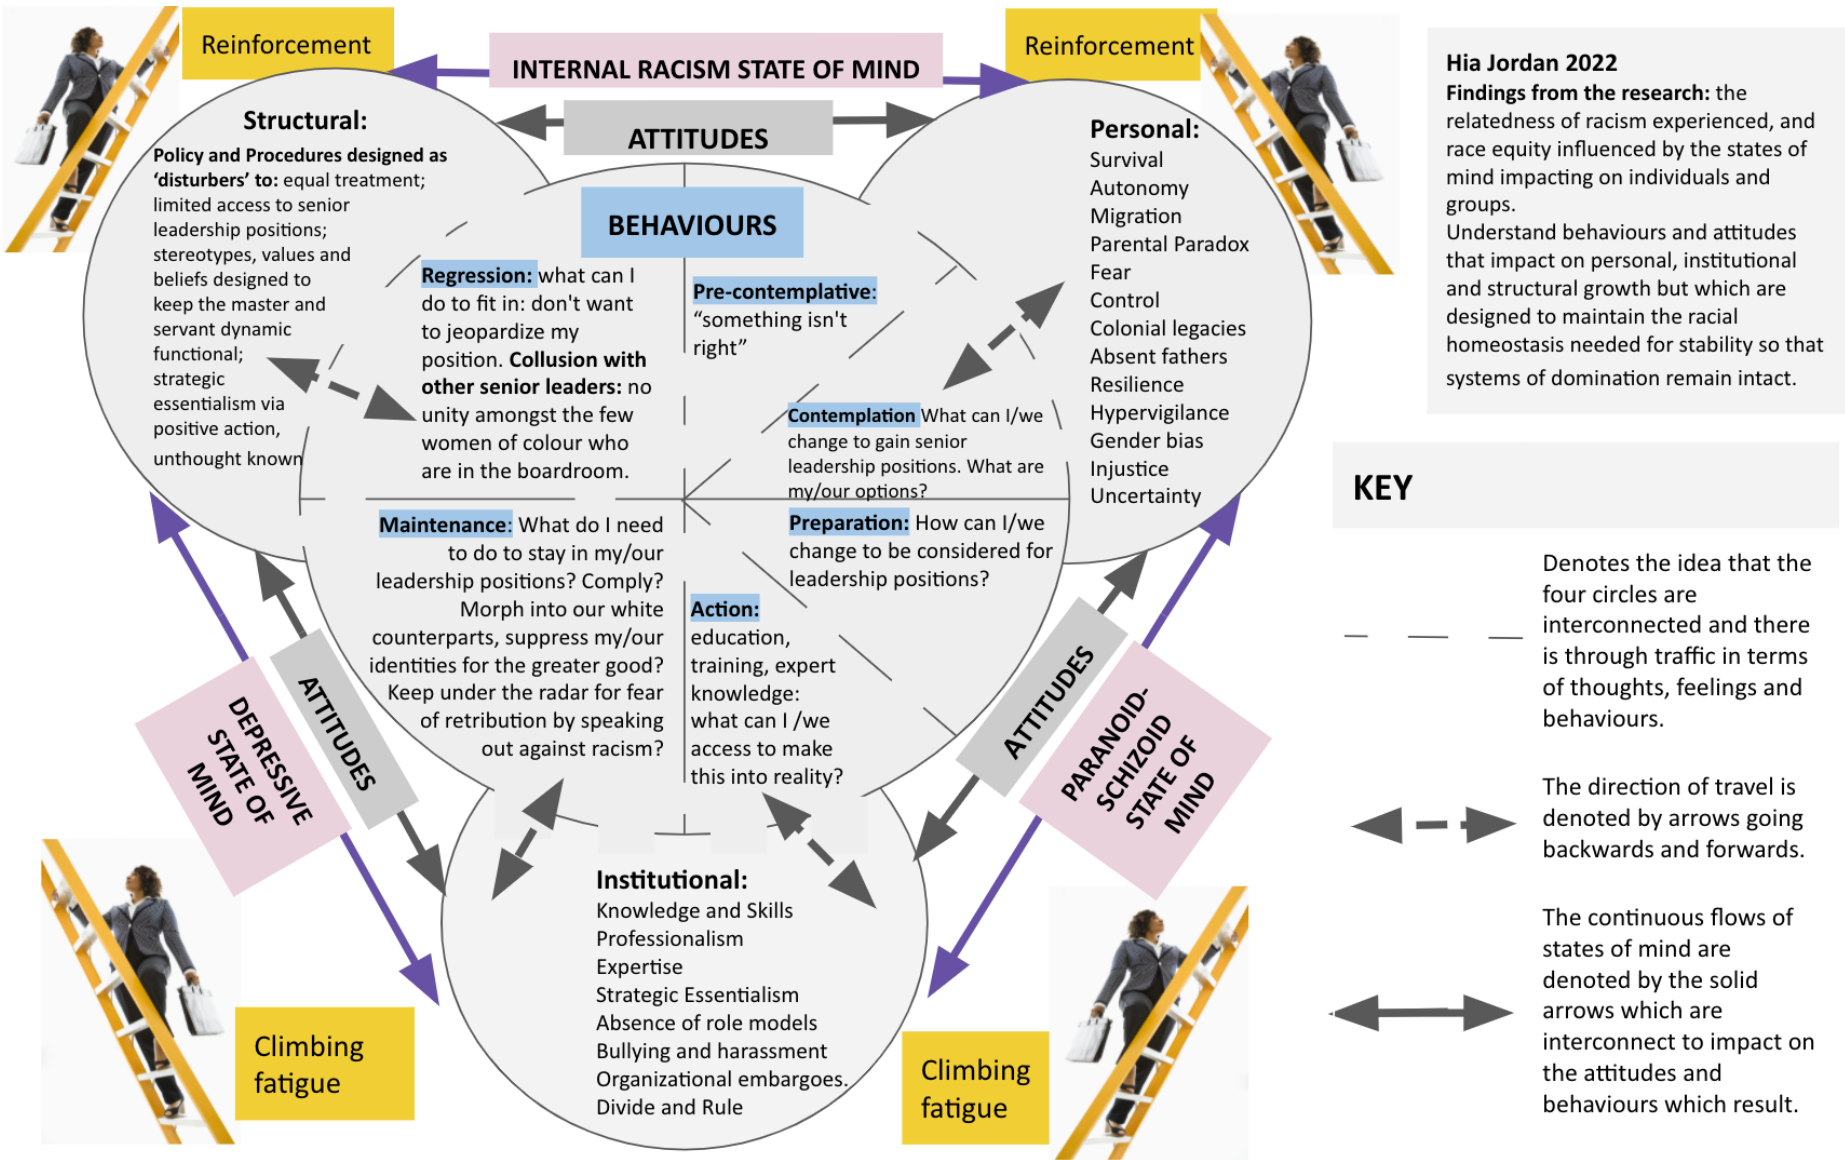 Reinforcement
INTERNAL RACISM STATE OF MIND
Reinforcement
ATTITUDES
Structural:
Policy and Procedures designed as
‘disturbers’ to: equal treatment;
limited access to senior
leadership positions;
stereotypes, values and
beliefs designed to
keep the master and
servant dynamic
functional;
strategic
essentialism via
positive action,
unthought known
BEHAVIOURS
Regression: what can I
do to fit in: don't want
to jeopardize my
position. Collusion with
other senior leaders: no
unity amongst the few
women of colour who
are in the boardroom.
Pre-contemplative:
“something isn't
right”
Contemplation What can I/we
change to gain senior
leadership positions. What are
my/our options?
Preparation: How can I/we
change to be considered for
leadership positions?
Action:
education,
training, expert
knowledge:
what can I /we
access to make
this into reality?
Maintenance: What do I need
to do to stay in my/our
leadership positions? Comply?
Morph into our white
counterparts, suppress my/our
identities for the greater good?
Keep under the radar for fear
of retribution by speaking
out against racism?
Personal:
Survival
Autonomy
Migration
Parental Paradox
Fear
Control
Colonial legacies
Absent fathers
Resilience
Hypervigilance
Gender bias
Injustice
Uncertainty
DEPRESSIVE
STATE OF
MIND
ATTITUDES
ATTITUDES
PARANOID-
SCHIZOID
STATE OF
MIND
Institutional:
Knowledge and Skills
Professionalism
Expertise
Strategic Essentialism
Absence of role models
Bullying and harassment
Organizational embargoes.
Divide and Rule
Climbing
fatigue
Climbing
fatigue
Hia Jordan 2022
Findings from the research: the
relatedness of racism experienced, and
race equity influenced by the states of
mind impacting on individuals and
groups.
Understand behaviours and attitudes
that impact on personal, institutional
and structural growth but which are
designed to maintain the racial
homeostasis needed for stability so that
systems of domination remain intact.
KEY
Denotes the idea that the
four circles are
interconnected and there
is through traffic in terms
of thoughts, feelings and
behaviours.
The direction of travel is
denoted by arrows going
backwards and forwards.
The continuous flows of
states of mind are
denoted by the solid
arrows which are
interconnect to impact on
the attitudes and
behaviours which result.